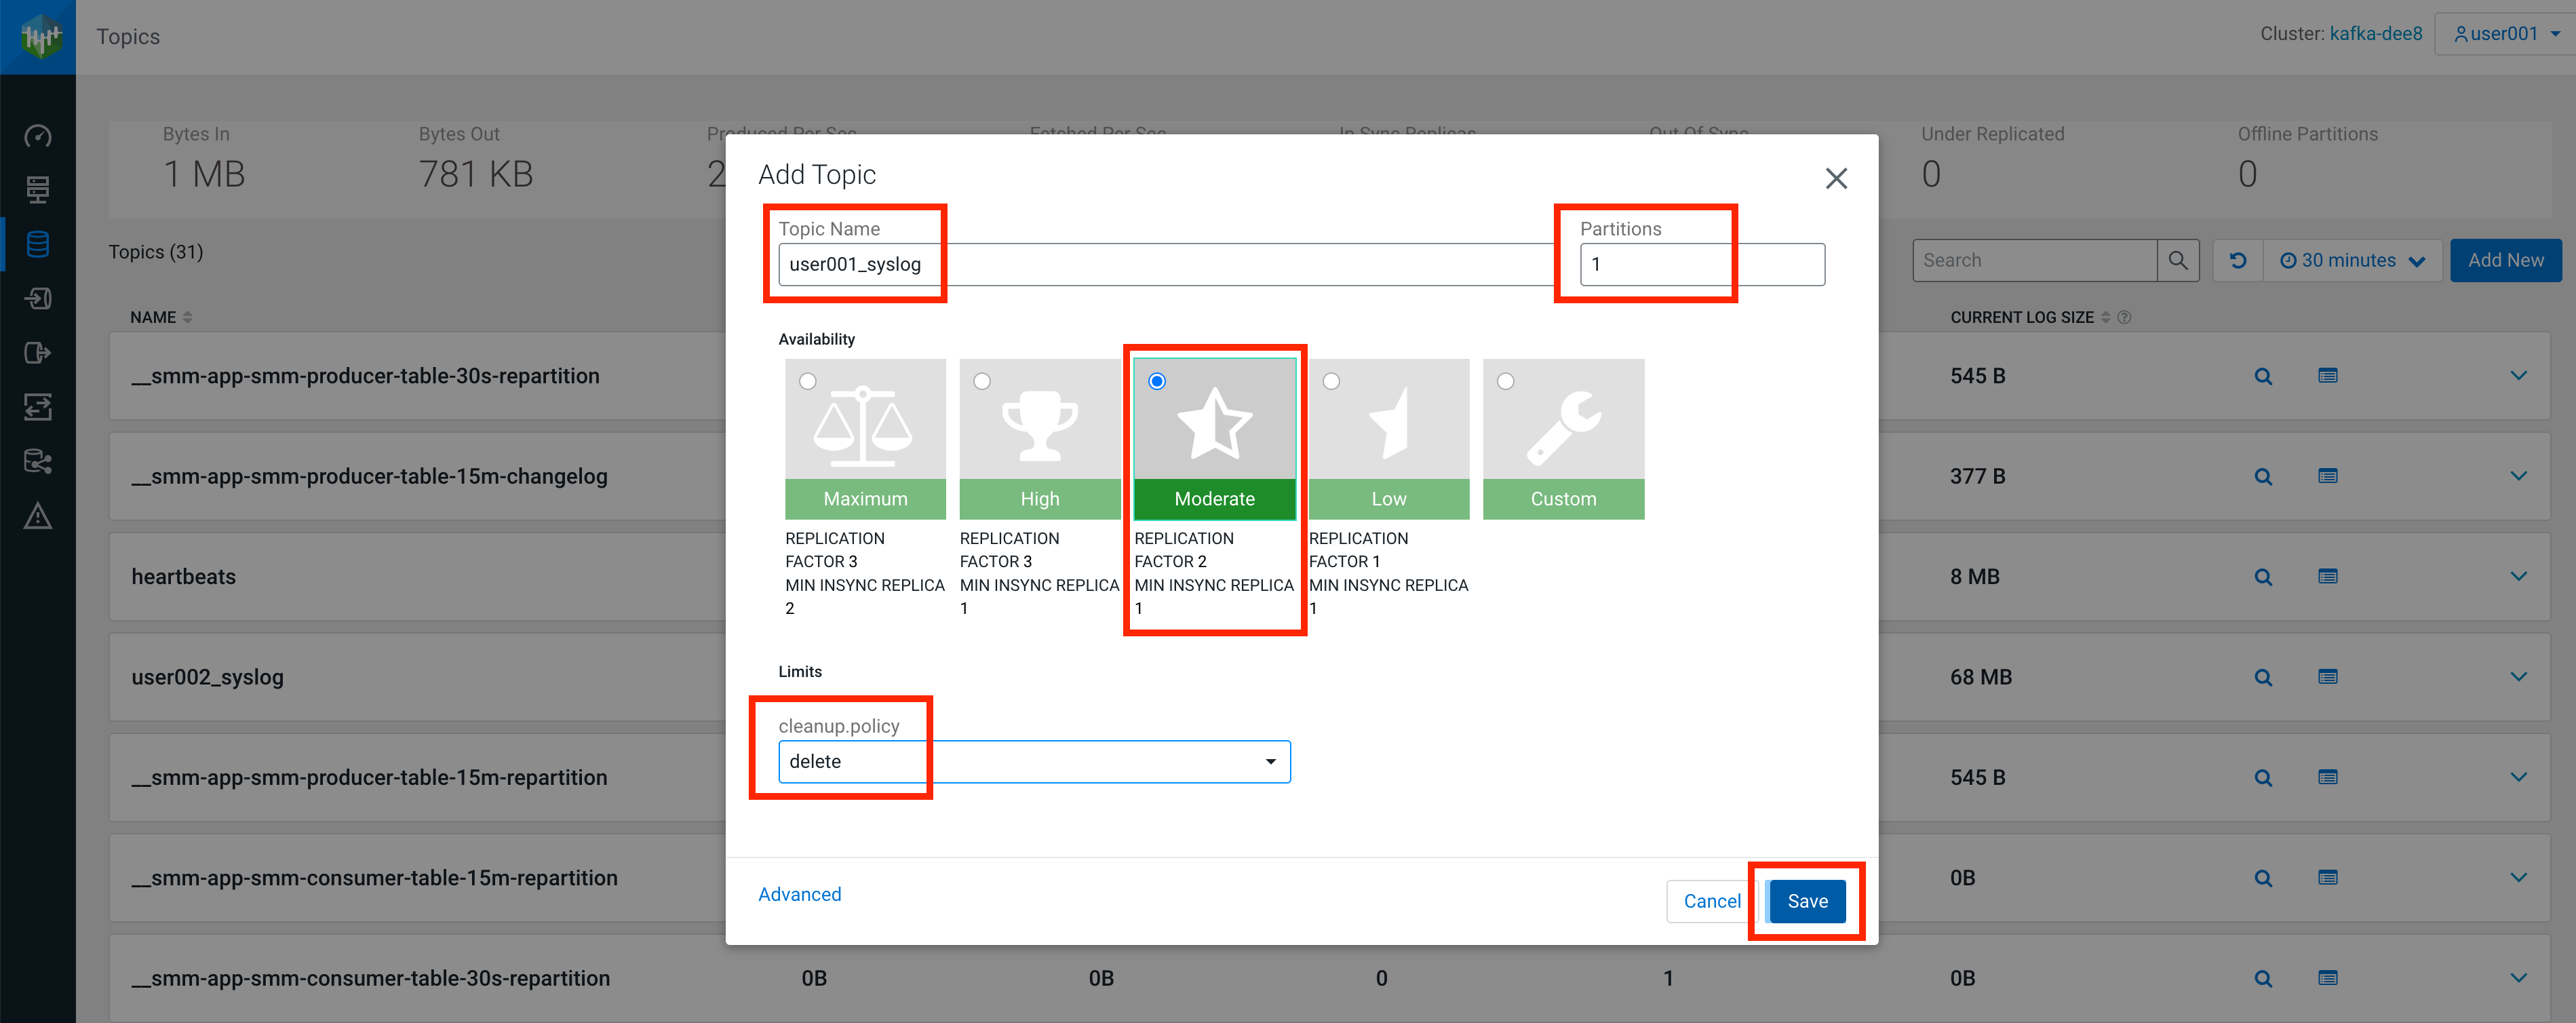 Topics
Cluster: kafka-dee8
user001
Bytes In
Bytes Out
Produced Per Sec
Fetched Per Sec
In Sync Replicas
Out Of Sync
Under Replicated
Offline Partitions
1 MB
781 KB
2
0
0
Topics (31)
Search
30 minutes
Add New
NAME
CURRENT LOG SIZE
__smm-app-smm-producer-table-30s-repartition
545 B
__smm-app-smm-producer-table-15m-changelog
377 B
heartbeats
8 MB
user002_syslog
68 MB
__smm-app-smm-producer-table-15m-repartition
545 B
__smm-app-smm-consumer-table-15m-repartition
0B
__smm-app-smm-consumer-table-30s-repartition
0B
0B
0
1
0B
Add Topic
Topic Name
Partitions
user001_syslog
1
Availability
Maximum
High
Moderate
Low
Custom
REPLICATION
FACTOR 3
MIN INSYNC REPLICA
2
REPLICATION
FACTOR 3
MIN INSYNC REPLICA
1
REPLICATION
FACTOR 2
MIN INSYNC REPLICA
1
REPLICATION
FACTOR 1
MIN INSYNC REPLICA
1
Limits
cleanup.policy
delete
Advanced
Cancel
Save